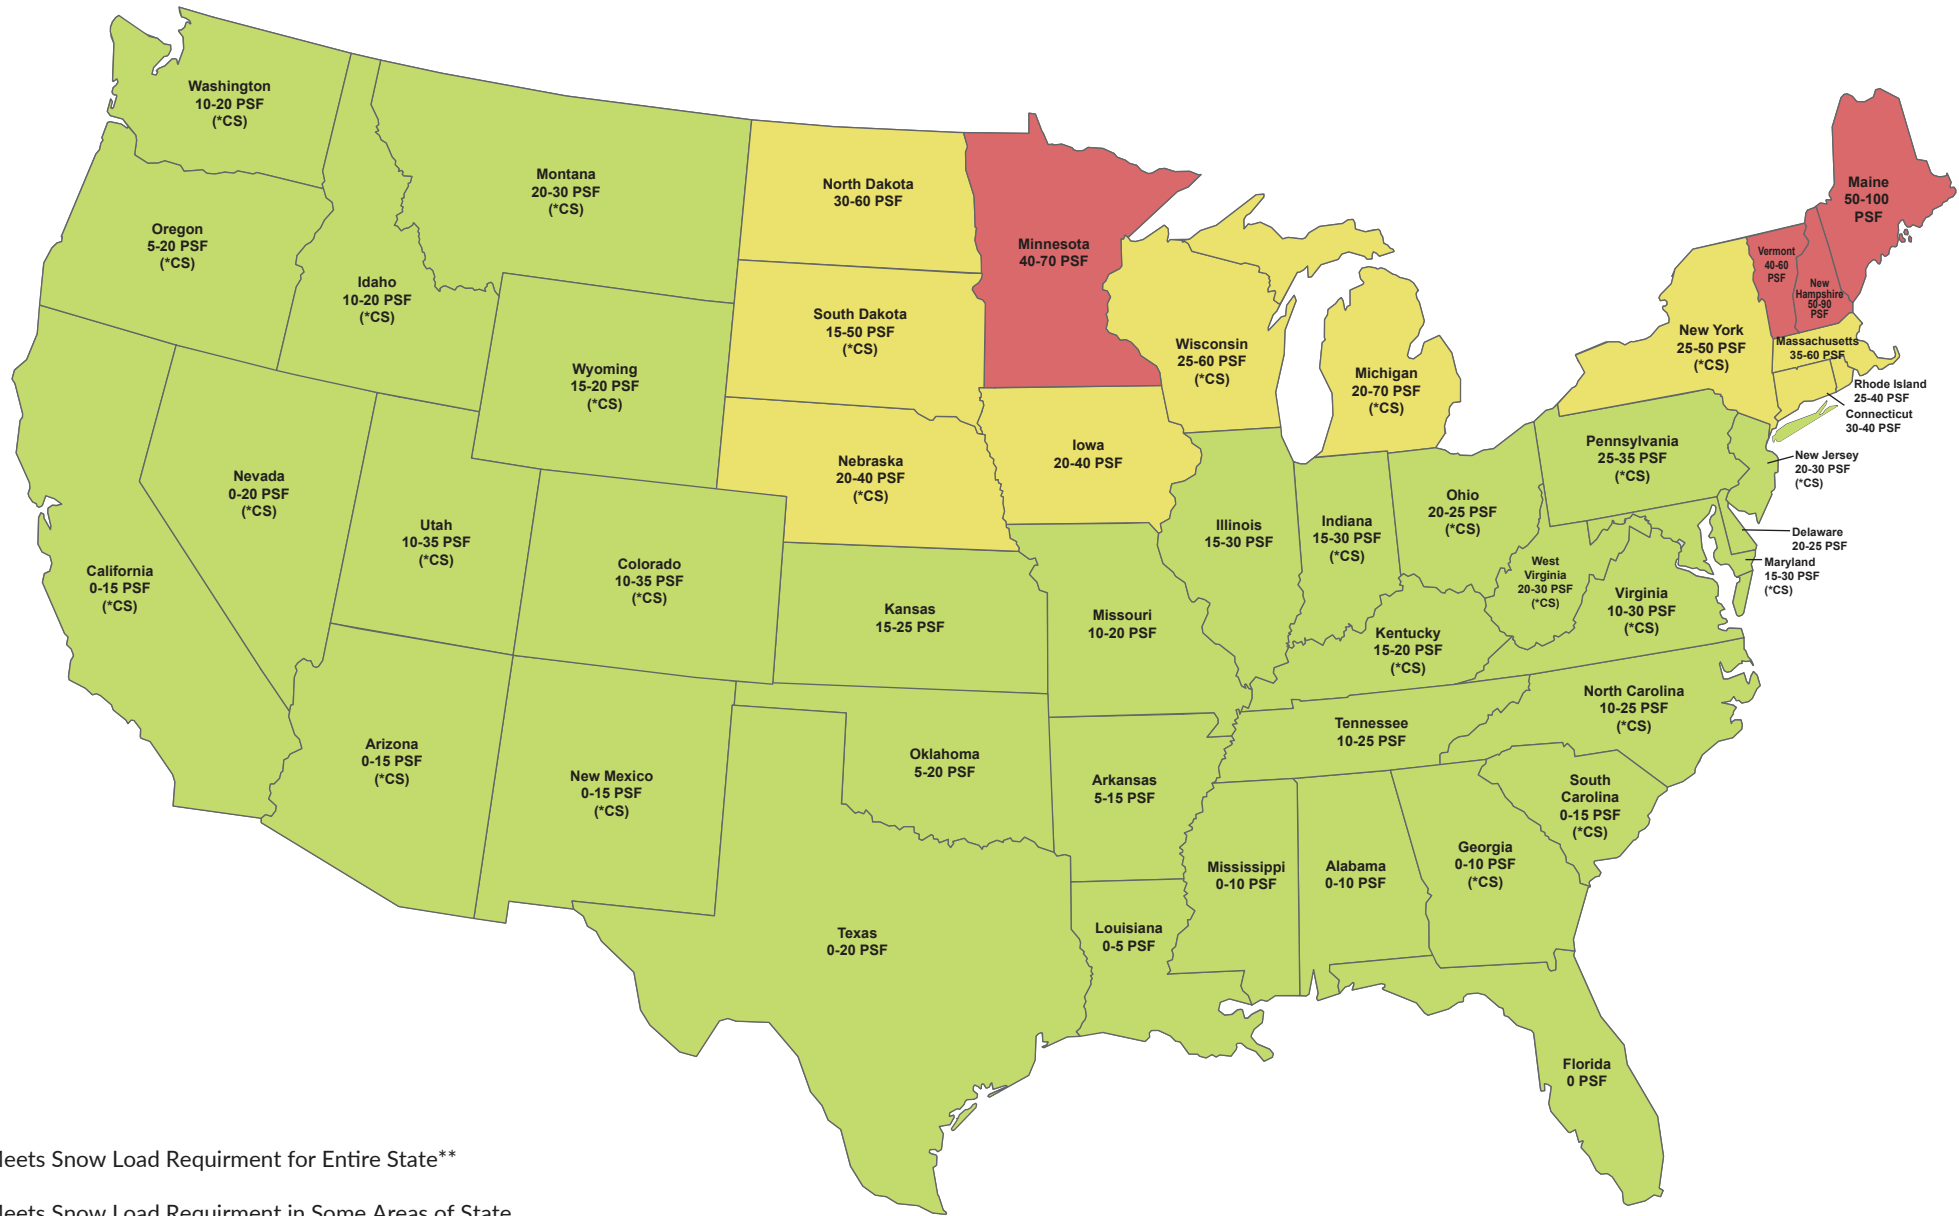 Washington
10-20 PSF
(*CS)
Oregon
5-20 PSF
(*CS)
Idaho
10-20 PSF
(*CS)
Montana
20-30 PSF
(*CS)
Wyoming
15-20 PSF
(*CS)
North Dakota
30-60 PSF
South Dakota
15-50 PSF
(*CS)
Nebraska
20-40 PSF
(*CS)
Minnesota
40-70 PSF
Wisconsin
25-60 PSF
(*CS)
Michigan
20-70 PSF
(*CS)
Iowa
20-40 PSF
Maine
50-100
PSF
Vermont
40-60
PSF
New
Hampshire
50-90
PSF
New York
25-50 PSF
(*CS)
Massachusetts
35-60 PSF
Rhode Island
25-40 PSF
Connecticut
30-40 PSF
Pennsylvania
25-35 PSF
(*CS)
New Jersey
20-30 PSF
(*CS)
Delaware
20-25 PSF
Maryland
15-30 PSF
(*CS)
California
0-15 PSF
(*CS)
Nevada
0-20 PSF
(*CS)
Utah
10-35 PSF
(*CS)
Colorado
10-35 PSF
(*CS)
Kansas
15-25 PSF
Missouri
10-20 PSF
Illinois
15-30 PSF
Indiana
15-30 PSF
(*CS)
Ohio
20-25 PSF
(*CS)
West
Virginia
20-30 PSF
(*CS)
Virginia
10-30 PSF
(*CS)
Kentucky
15-20 PSF
(*CS)
Arizona
0-15 PSF
(*CS)
New Mexico
0-15 PSF
(*CS)
Oklahoma
5-20 PSF
Arkansas
5-15 PSF
Tennessee
10-25 PSF
North Carolina
10-25 PSF
(*CS)
South
Carolina
0-15 PSF
(*CS)
Texas
0-20 PSF
Louisiana
0-5 PSF
Mississippi
0-10 PSF
Alabama
0-10 PSF
Georgia
0-10 PSF
(*CS)
Florida
0 PSF
Snow Load Requirment for Entire State**
Snow Load Requirment in Some Areas of State